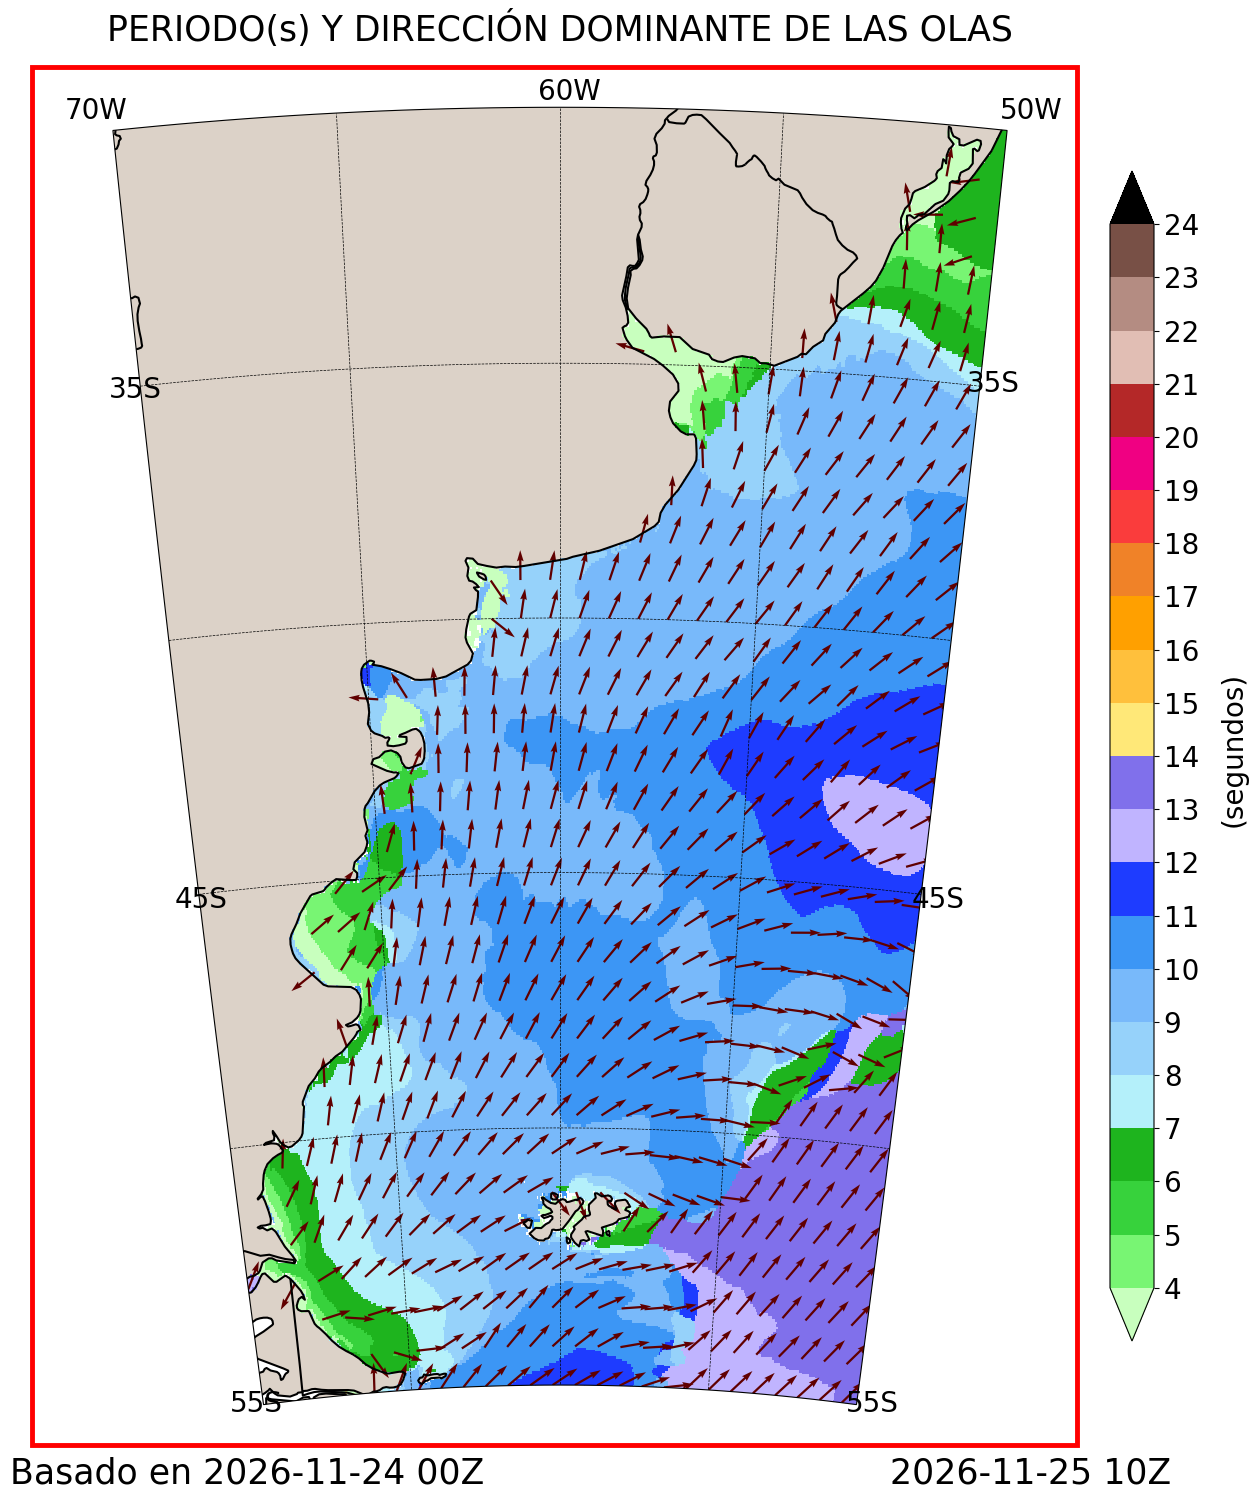 PERIODO(s) Y DIRECCIÓN DOMINANTE DE LAS OLAS
70W
60W
50W
35S
35S
45S
45S
55S
55S
24
23
22
21
20
19
18
17
16
15
14
13
12
11
10
9
8
7
6
5
4
(segundos)
Basado en 2026-11-24 00Z
2026-11-25 10Z